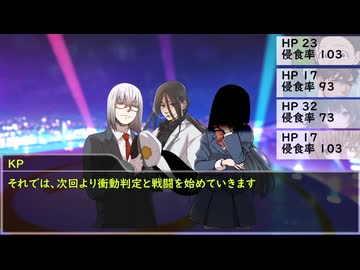 HP 23
侵食率 103
HP 17
侵食率 93
HP 32
侵食率 73
HP 17
侵食率 103
KP
それでは、次回より衝動判定と戦闘を始めていきます